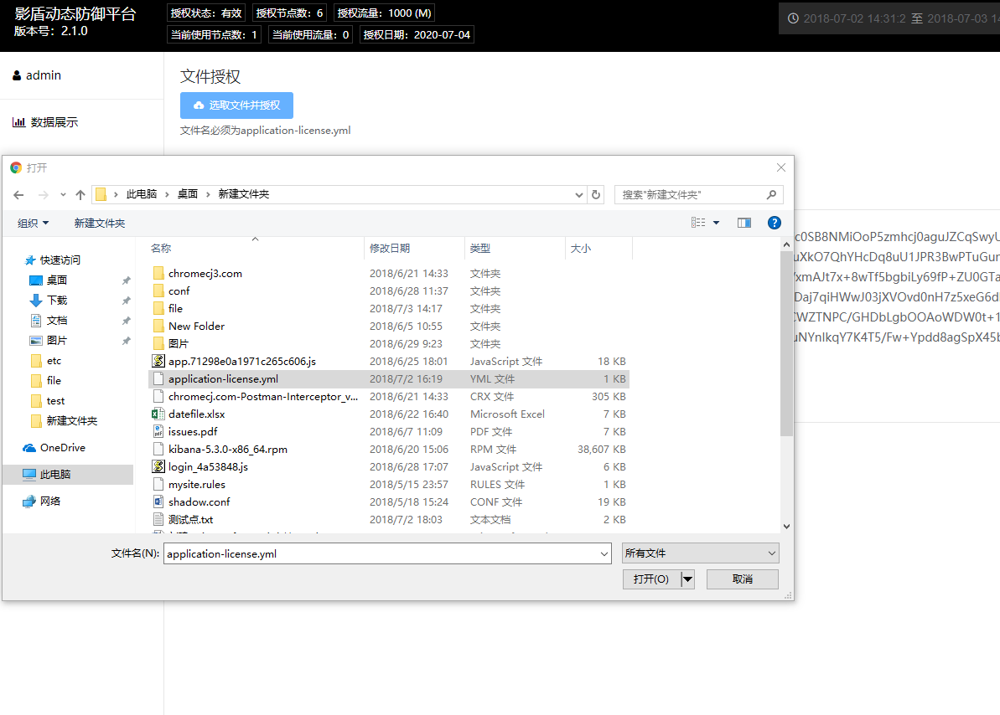 影盾动态防御平台
版本号：2.1.0
授权状态：有效 授权节点数：6 授权流量：1000 (M)
当前使用节点数：1 当前使用流量：0 授权日期：2020-07-04
2018-07-02 14:31:2 至 2018-07-03 14
admin
数据展示
文件授权
选取文件并授权
文件名必须为application-license.yml
打开
此电脑 › 桌面 › 新建文件夹
搜索"新建文件夹"
组织 新建文件夹
名称 修改日期 类型 大小
快速访问
桌面
下载
文档
图片
etc
file
test
新建文件夹
OneDrive
此电脑
网络
chromecj3.com 2018/6/21 14:33 文件夹
conf 2018/6/28 11:37 文件夹
file 2018/7/3 14:17 文件夹
New Folder 2018/6/5 10:55 文件夹
图片 2018/6/29 9:23 文件夹
app.71298e0a1971c265c606.js 2018/6/25 18:01 JavaScript 文件 18 KB
application-license.yml 2018/7/2 16:19 YML 文件 1 KB
chromecj.com-Postman-Interceptor_v... 2018/6/21 14:33 CRX 文件 305 KB
datefile.xlsx 2018/6/22 16:40 Microsoft Excel 7 KB
issues.pdf 2018/6/7 11:09 PDF 文件 7 KB
kibana-5.3.0-x86_64.rpm 2018/6/20 15:06 RPM 文件 38,607 KB
login_4a53848.js 2018/6/28 17:07 JavaScript 文件 6 KB
mysite.rules 2018/5/15 23:57 RULES 文件 1 KB
shadow.conf 2018/5/18 15:24 CONF 文件 19 KB
测试点.txt 2018/7/2 18:03 文本文档 2 KB
c0SB8NMiOoP5zmhcj0aguJZCqSwyU
uXkO7QhYHcDq8uU1JPR3BwPTuGur
/xmAJt7x+8wTf5bgbiLy69fP+ZU0GTa
Daj7qiHWwJ03jXVOvd0nH7z5xeG6d
CWZTNPC/GHDbLgbOOAoWDW0t+1
uNYnIkqY7K4T5/Fw+Ypdd8agSpX45b
文件名(N): application-license.yml 所有文件
打开(O) 取消